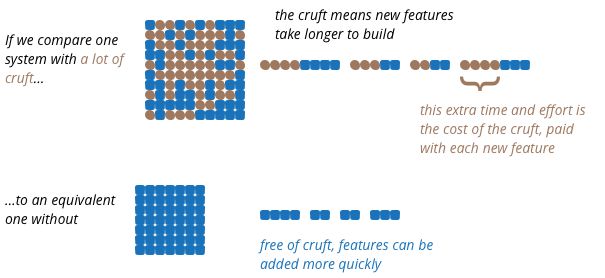 If we compare one
system with a lot of
cruft...
the cruft means new features
take longer to build
this extra time and effort is
the cost of the cruft, paid
with each new feature
...to an equivalent
one without
free of cruft, features can be
added more quickly